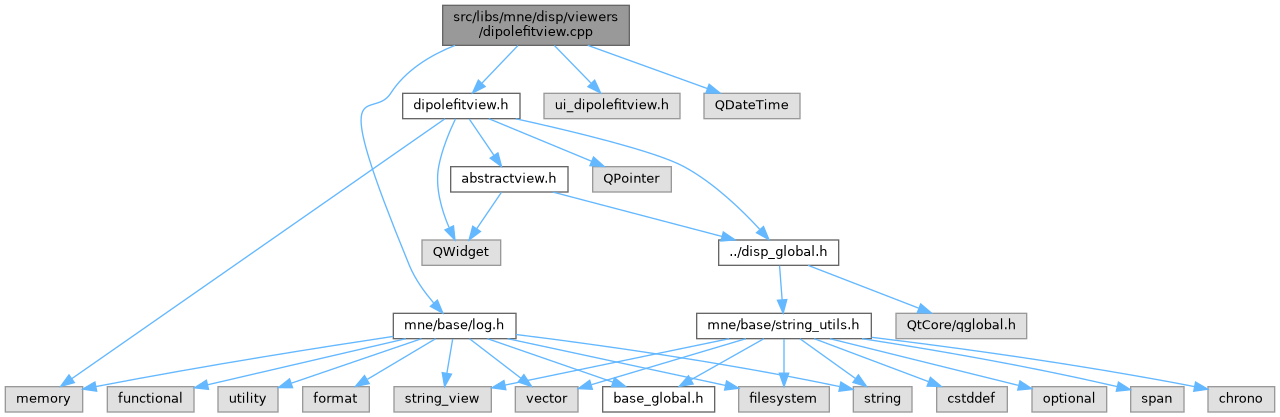 src/libs/mne/disp/viewers
/dipolefitview.cpp
dipolefitview.h
ui_dipolefitview.h
QDateTime
abstractview.h
QPointer
QWidget
../disp_global.h
mne/base/log.h
mne/base/string_utils.h
QtCore/qglobal.h
memory
functional
utility
format
string_view
vector
base_global.h
filesystem
string
cstddef
optional
span
chrono